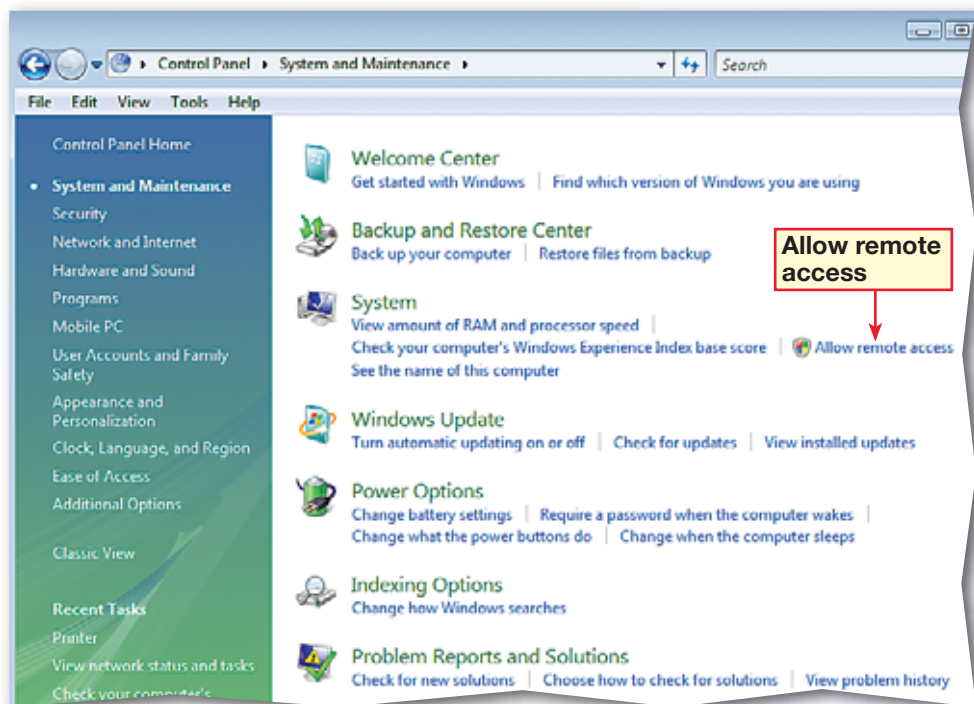 Control Panel System and Maintenance Search
File Edit View Tools Help
Control Panel Home
System and Maintenance
Security
Network and Internet
Hardware and Sound
Programs
Mobile PC
User Accounts and Family
Safety
Appearance and
Personalization
Clock, Language, and Region
Ease of Access
Additional Options
Classic View
Recent Tasks
Printer
View network status and tasks
Check your computer's
Welcome Center
Get started with Windows Find which version of Windows you are using
Backup and Restore Center
Back up your computer Restore files from backup
Allow remote
access
System
View amount of RAM and processor speed
Check your computer's Windows Experience Index base score Allow remote access
See the name of this computer
Windows Update
Turn automatic updating on or off Check for updates View installed updates
Power Options
Change battery settings Require a password when the computer wakes
Change what the power buttons do Change when the computer sleeps
Indexing Options
Change how Windows searches
Problem Reports and Solutions
Check for new solutions Choose how to check for solutions View problem history